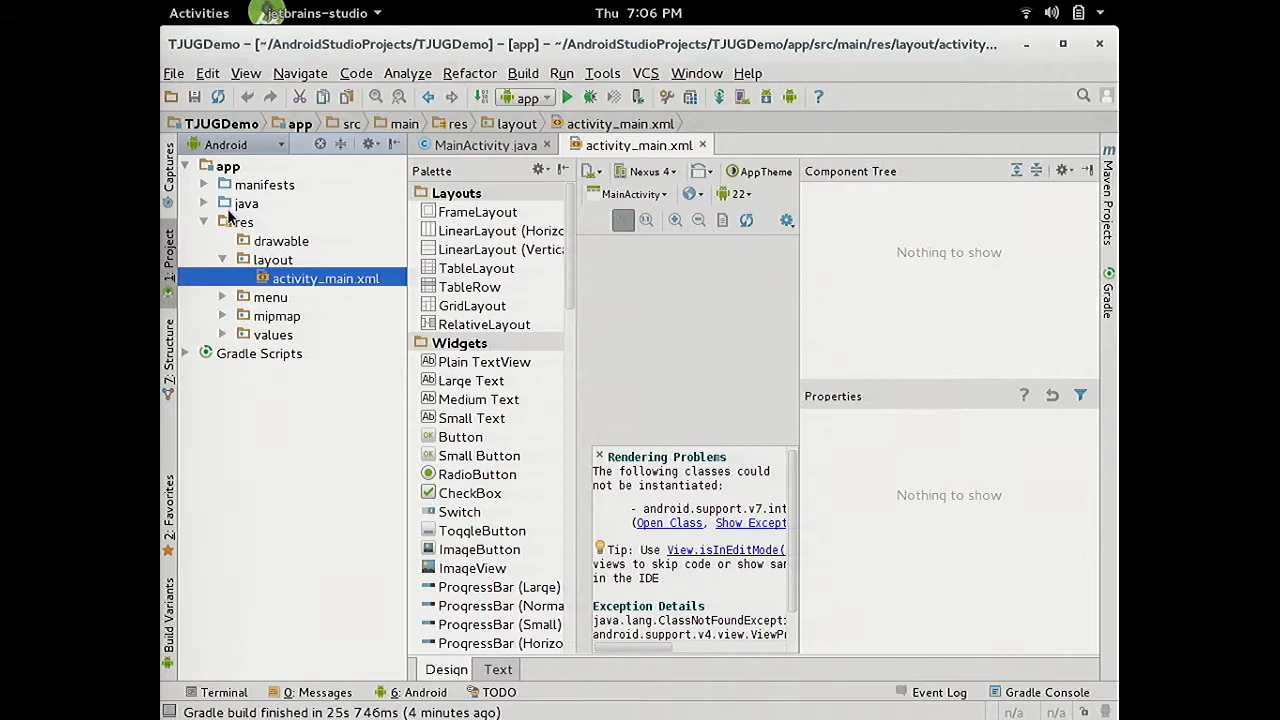 Activities
jetbrains-studio
Thu 7:06 PM
TJUGDemo – [~/AndroidStudioProjects/TJUGDemo] – [app] – ~/AndroidStudioProjects/TJUGDemo/app/src/main/res/layout/activity_...
File Edit View Navigate Code Analyze Refactor Build Run Tools VCS Window Help
app
TJUGDemo app src main res layout activity_main.xml
Android
MainActivity.java
activity_main.xml
Captures
1: Project
7: Structure
2: Favorites
Build Variants
app
manifests
java
res
drawable
layout
activity_main.xml
menu
mipmap
values
Gradle Scripts
Palette
Layouts
FrameLayout
LinearLayout (Horizo
LinearLayout (Vertic
TableLayout
TableRow
GridLayout
RelativeLayout
Widgets
Plain TextView
Large Text
Medium Text
Small Text
Button
Small Button
RadioButton
CheckBox
Switch
ToggleButton
ImageButton
ImageView
ProgressBar (Large)
ProgressBar (Norma
ProgressBar (Small)
ProgressBar (Horizo
Nexus 4
AppTheme
MainActivity
22
Rendering Problems
The following classes could
not be instantiated:
- android.support.v7.int
(Open Class, Show Except
Tip: Use View.isInEditMode(
views to skip code or show sam
in the IDE
Exception Details
java.lang.ClassNotFoundExcepti
android.support.v4.view.ViewP
Component Tree
Nothing to show
Properties
Nothing to show
Maven Projects
Gradle
Design Text
Terminal 0: Messages 6: Android TODO Event Log Gradle Console
Gradle build finished in 25s 746ms (4 minutes ago) n/a n/a